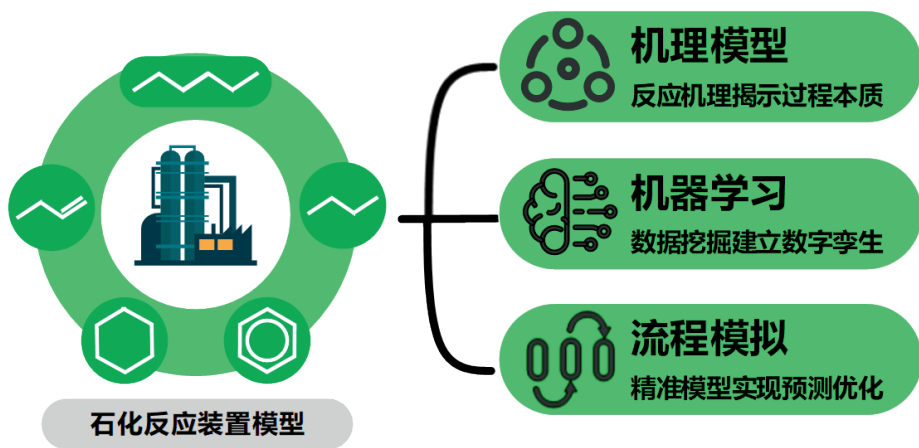 机理模型
反应机理揭示过程本质
机器学习
数据挖掘建立数字孪生
流程模拟
精准模型实现预测优化
石化反应装置模型